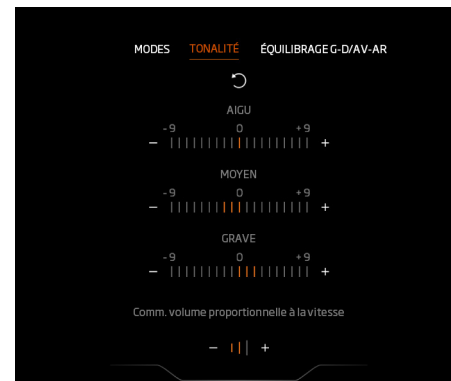 MODES TONALITÉ ÉQUILIBRAGE G-D/AV-AR
AIGU
-9 0 +9
- +
MOYEN
-9 0 +9
- +
GRAVE
-9 0 +9
- +
Comm. volume proportionnelle à la vitesse
- +